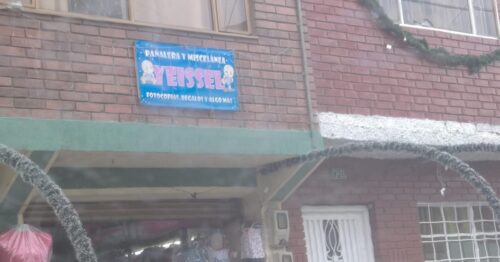 PAÑALERA Y MISCELANEA
YEISSEL
FOTOCOPIAS, REGALOS Y ALGO MAS